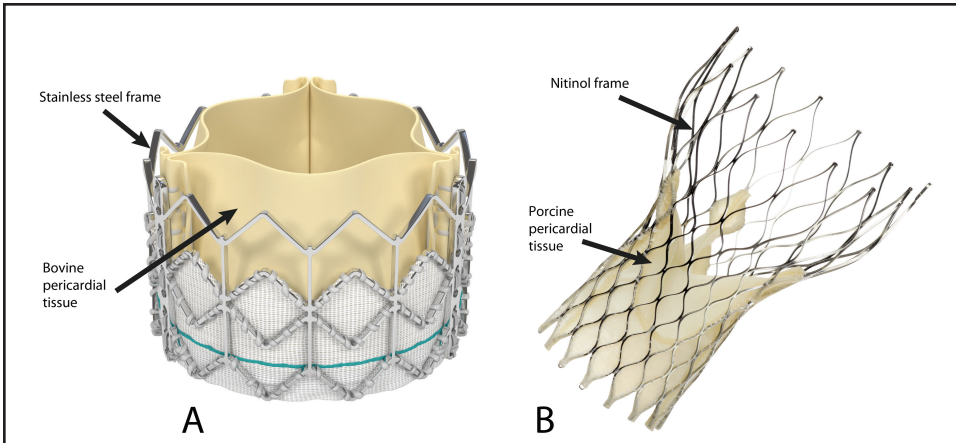 Stainless steel frame
Bovine
pericardial
tissue
A
Nitinol frame
Porcine
pericardial
tissue
B